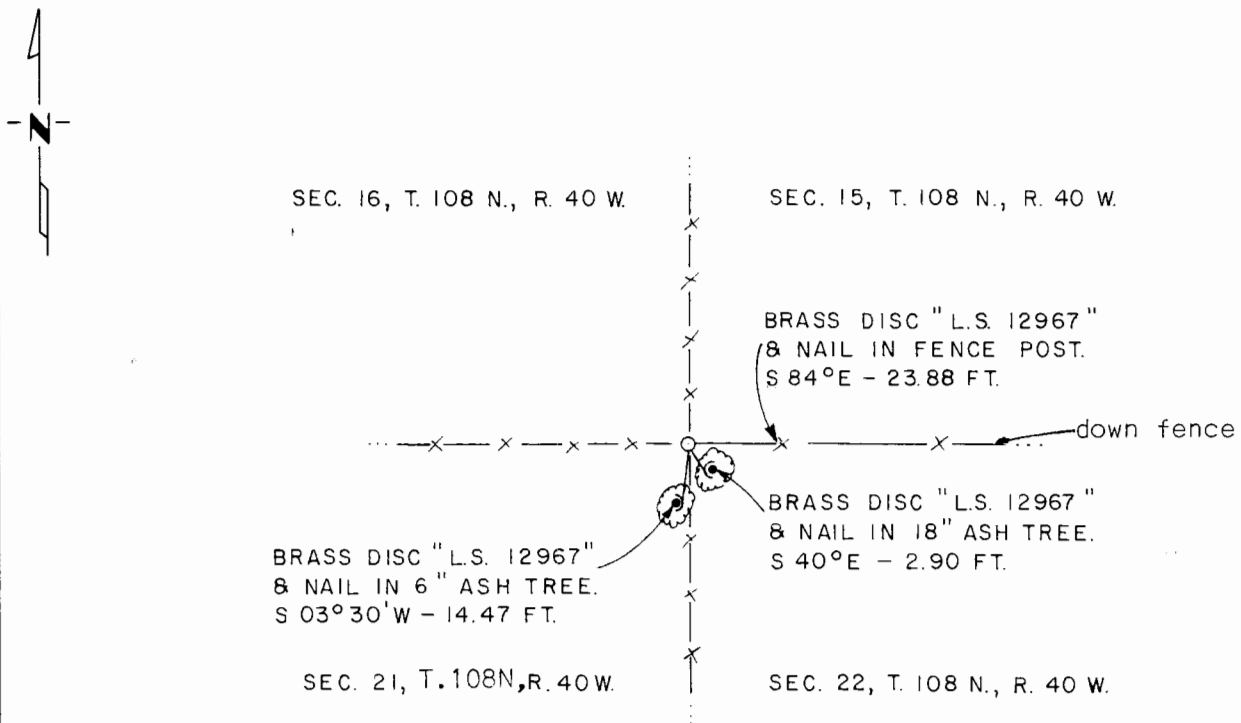 N
SEC. 16, T. 108 N., R. 40 W.
SEC. 15, T. 108 N., R. 40 W.
BRASS DISC "L.S. 12967"
& NAIL IN FENCE POST.
S 84°E - 23.88 FT.
down fence
BRASS DISC "L.S. 12967"
& NAIL IN 18" ASH TREE.
S 40°E - 2.90 FT.
BRASS DISC "L.S. 12967"
& NAIL IN 6" ASH TREE.
S 03°30'W - 14.47 FT.
SEC. 21, T.108N,R.40W.
SEC. 22, T. 108 N., R. 40 W.